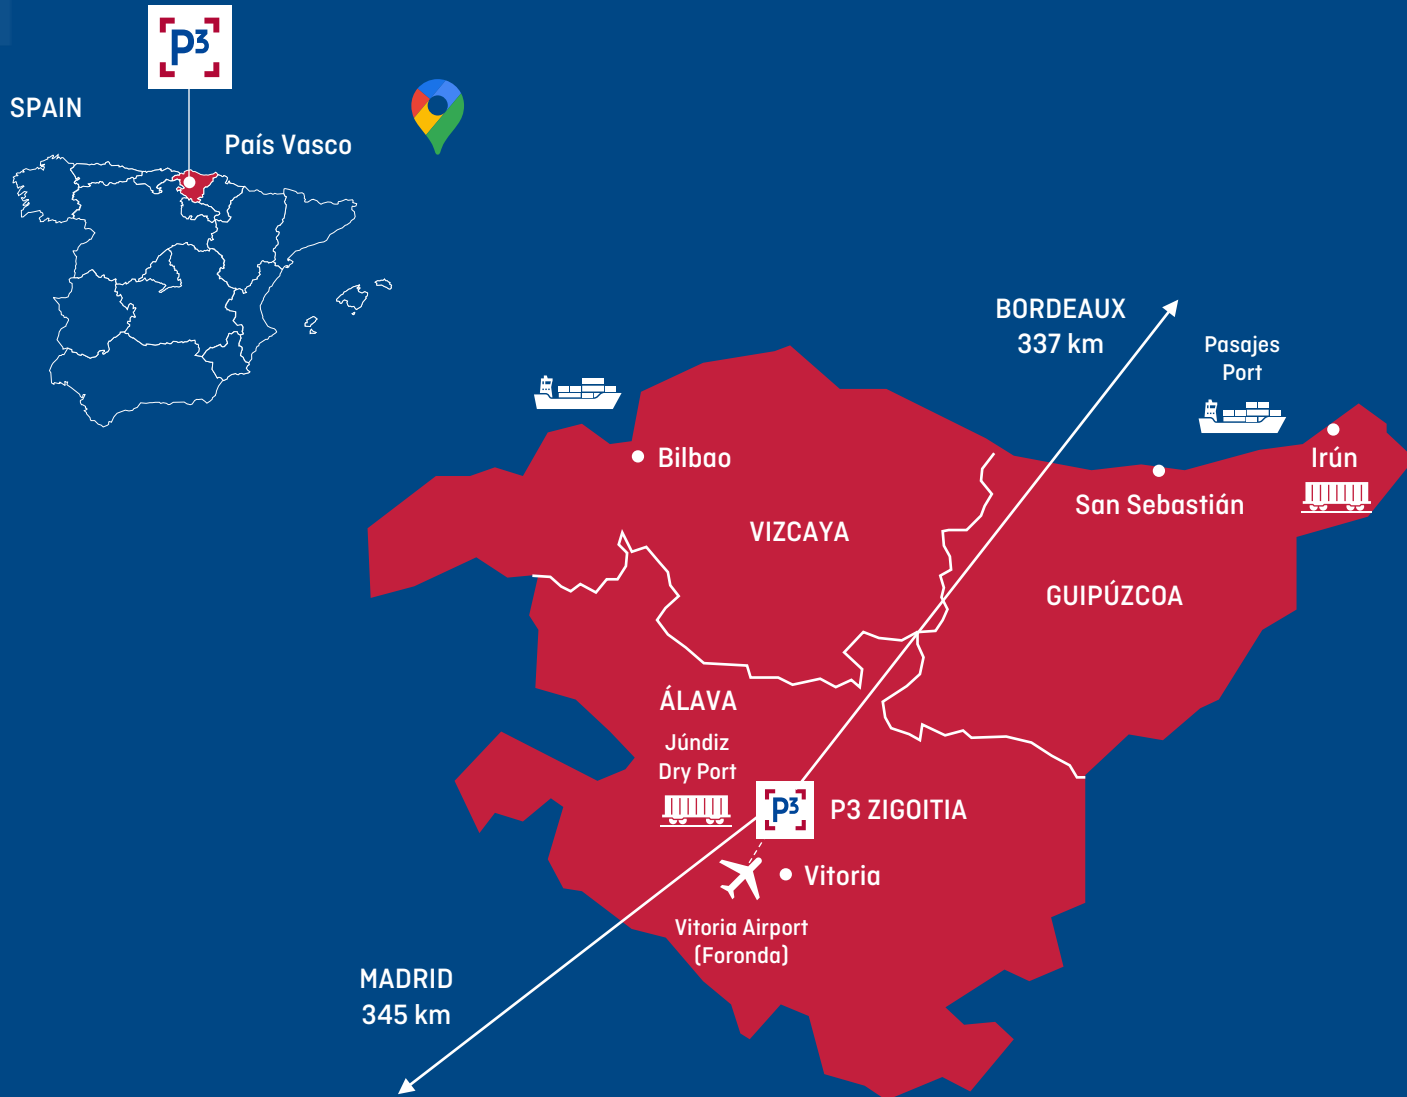 P3
SPAIN
País Vasco
BORDEAUX
337 km
Pasajes
Port
Bilbao
Irún
San Sebastián
VIZCAYA
GUIPÚZCOA
ÁLAVA
Júndiz
Dry Port
P3
P3 ZIGOITIA
Vitoria
Vitoria Airport
(Foronda)
MADRID
345 km